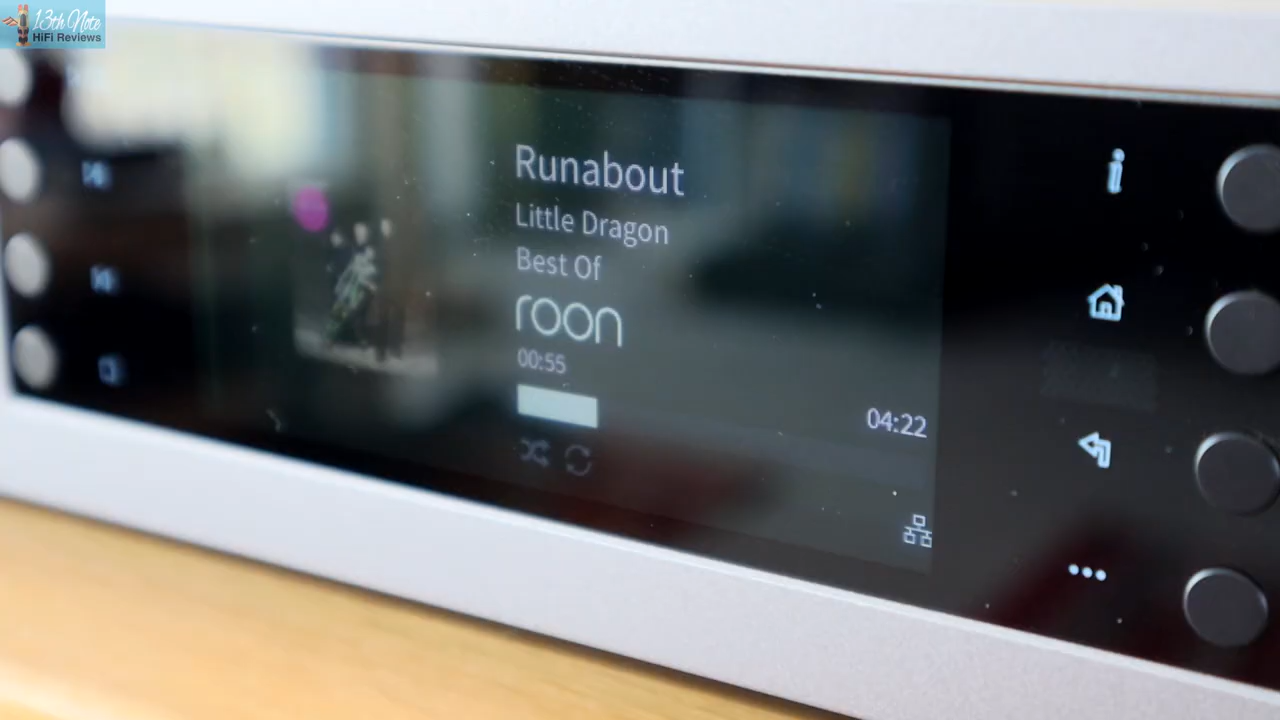 13th Note
HiFi Reviews
Runabout
Little Dragon
Best Of
roon
00:55
04:22